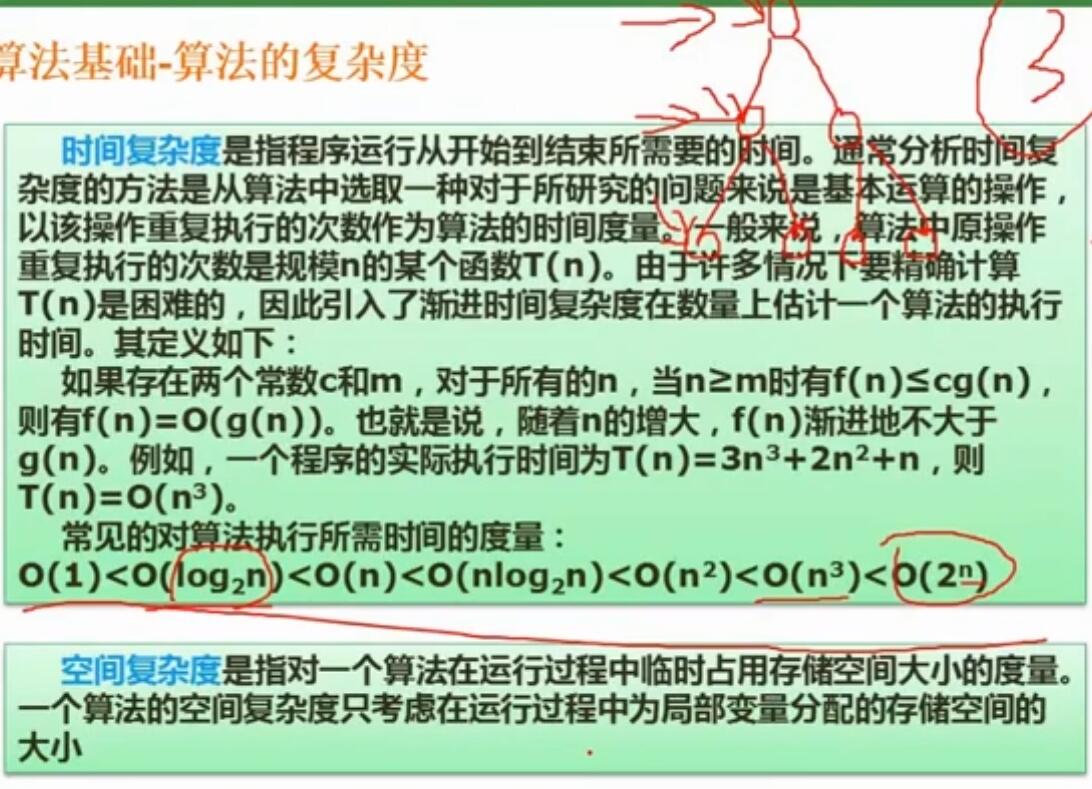 算法基础-算法的复杂度
3
时间复杂度是指程序运行从开始到结束所需要的时间。通常分析时间复
杂度的方法是从算法中选取一种对于所研究的问题来说是基本运算的操作，
以该操作重复执行的次数作为算法的时间度量。一般来说，算法中原操作
重复执行的次数是规模n的某个函数T(n)。由于许多情况下要精确计算
T(n)是困难的，因此引入了渐进时间复杂度在数量上估计一个算法的执行
时间。其定义如下：
如果存在两个常数c和m，对于所有的n，当n≥m时有f(n)≤cg(n)，
则有f(n)=O(g(n))。也就是说，随着n的增大，f(n)渐进地不大于
g(n)。例如，一个程序的实际执行时间为T(n)=3n³+2n²+n，则
T(n)=O(n³)。
常见的对算法执行所需时间的度量：
O(1)<O(log₂n)<O(n)<O(nlog₂n)<O(n²)<O(n³)<O(2ⁿ)
空间复杂度是指对一个算法在运行过程中临时占用存储空间大小的度量。
一个算法的空间复杂度只考虑在运行过程中为局部变量分配的存储空间的
大小